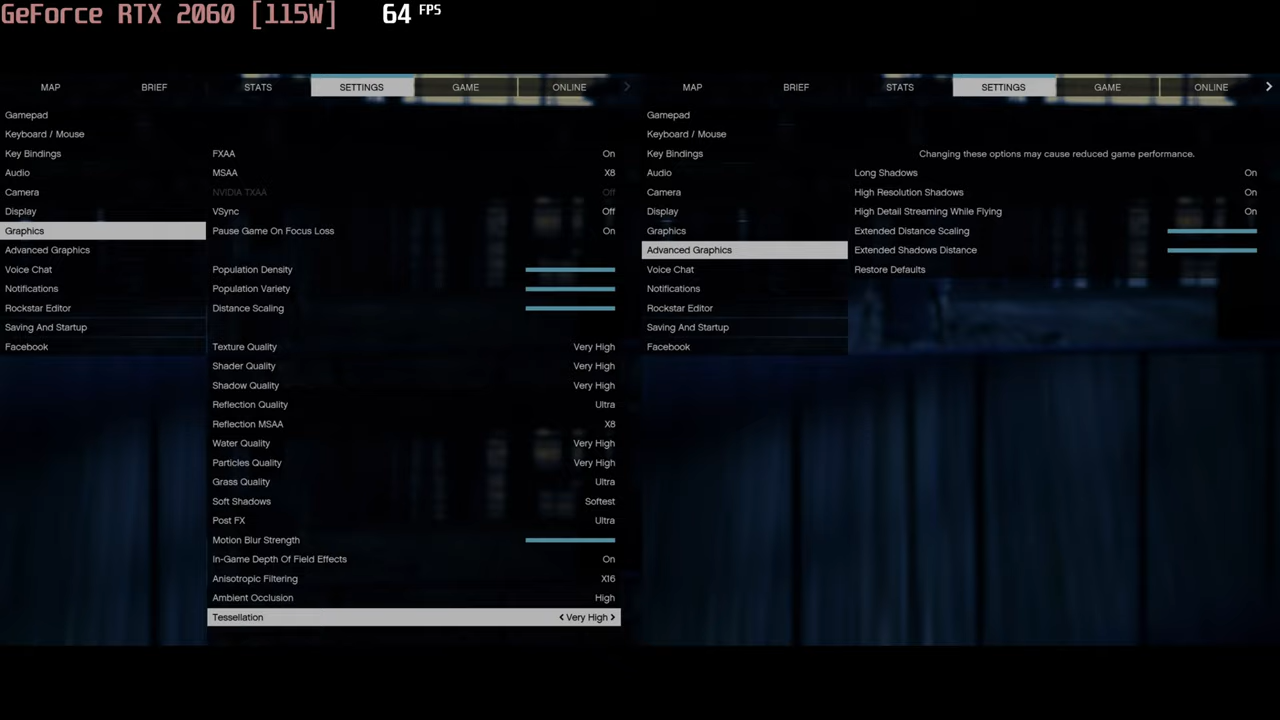 GeForce RTX 2060 [115W] 64 FPS
MAP BRIEF STATS SETTINGS GAME ONLINE
Gamepad
Keyboard / Mouse
Key Bindings
Audio
Camera
Display
Graphics
Advanced Graphics
Voice Chat
Notifications
Rockstar Editor
Saving And Startup
Facebook
FXAA On
MSAA X8
NVIDIA TXAA Off
VSync Off
Pause Game On Focus Loss On
Population Density
Population Variety
Distance Scaling
Texture Quality Very High
Shader Quality Very High
Shadow Quality Very High
Reflection Quality Ultra
Reflection MSAA X8
Water Quality Very High
Particles Quality Very High
Grass Quality Ultra
Soft Shadows Softest
Post FX Ultra
Motion Blur Strength
In-Game Depth Of Field Effects On
Anisotropic Filtering X16
Ambient Occlusion High
Tessellation < Very High >
MAP BRIEF STATS SETTINGS GAME ONLINE
Gamepad
Keyboard / Mouse
Key Bindings
Audio
Camera
Display
Graphics
Advanced Graphics
Voice Chat
Notifications
Rockstar Editor
Saving And Startup
Facebook
Changing these options may cause reduced game performance.
Long Shadows On
High Resolution Shadows On
High Detail Streaming While Flying On
Extended Distance Scaling
Extended Shadows Distance
Restore Defaults